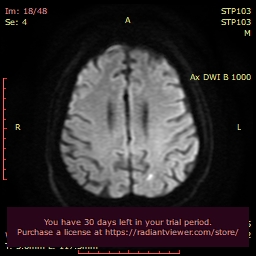 Im: 18/48
Se: 4
STP103
STP103
M
A
Ax DWI B 1000
R
L
You have 30 days left in your trial period.
Purchase a license at https://radiantviewer.com/store/